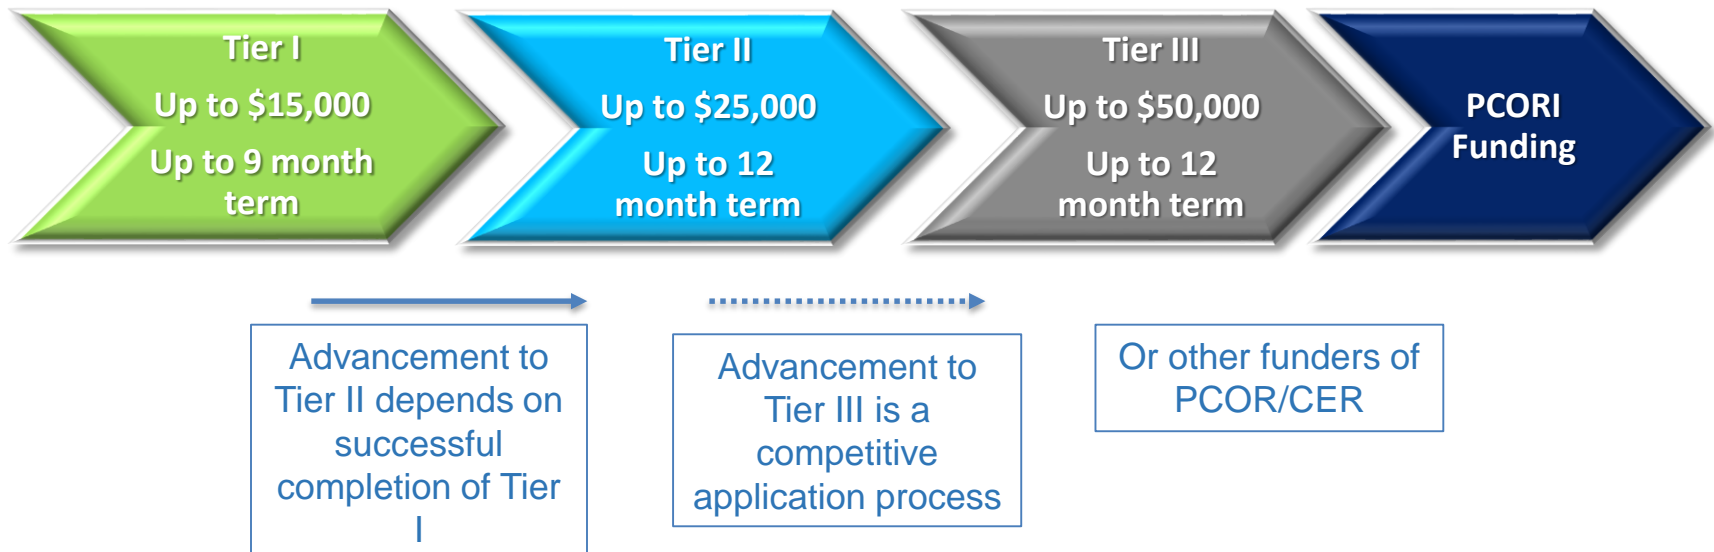 Tier I
Up to $15,000
Up to 9 month
term
Tier II
Up to $25,000
Up to 12
month term
Tier III
Up to $50,000
Up to 12
month term
PCORI
Funding
Advancement to
Tier II depends on
successful
completion of Tier
I
Advancement to
Tier III is a
competitive
application process
Or other funders of
PCOR/CER